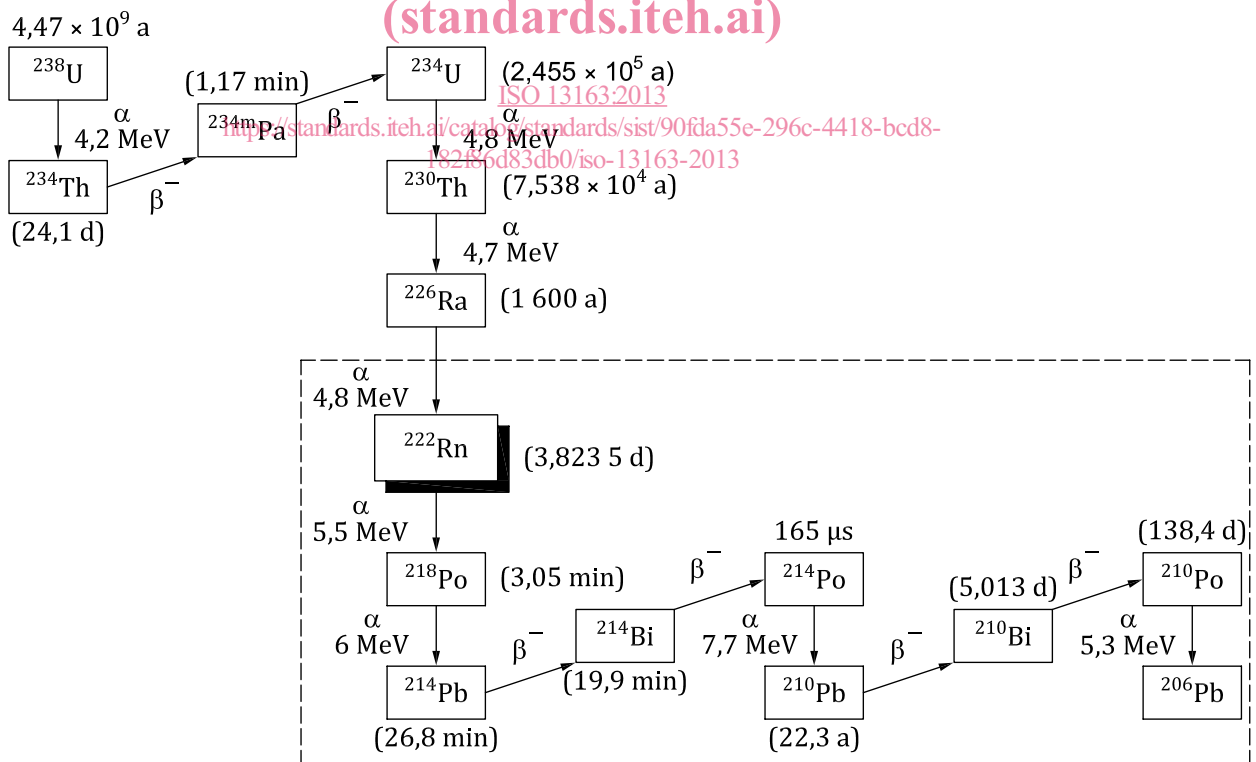 (standards.iteh.ai)
4,47 × 10⁹ a
²³⁸U
(1,17 min)
²³⁴U
(2,455 × 10⁵ a)
ISO 13163:2013
α
4,2 MeV
²³⁴ᵐPa
β⁻
α
4,8 MeV
https://standards.iteh.ai/catalog/standards/sist/90fda55e-296c-4418-bcd8-
182f86d83db0/iso-13163-2013
²³⁴Th
β⁻
(24,1 d)
²³⁰Th
(7,538 × 10⁴ a)
α
4,7 MeV
²²⁶Ra
(1 600 a)
α
4,8 MeV
²²²Rn
(3,823 5 d)
α
5,5 MeV
²¹⁸Po
(3,05 min)
α
6 MeV
²¹⁴Pb
(26,8 min)
β⁻
²¹⁴Bi
(19,9 min)
β⁻
165 µs
²¹⁴Po
α
7,7 MeV
²¹⁰Pb
(22,3 a)
β⁻
(5,013 d)
²¹⁰Bi
β⁻
(138,4 d)
²¹⁰Po
α
5,3 MeV
²⁰⁶Pb